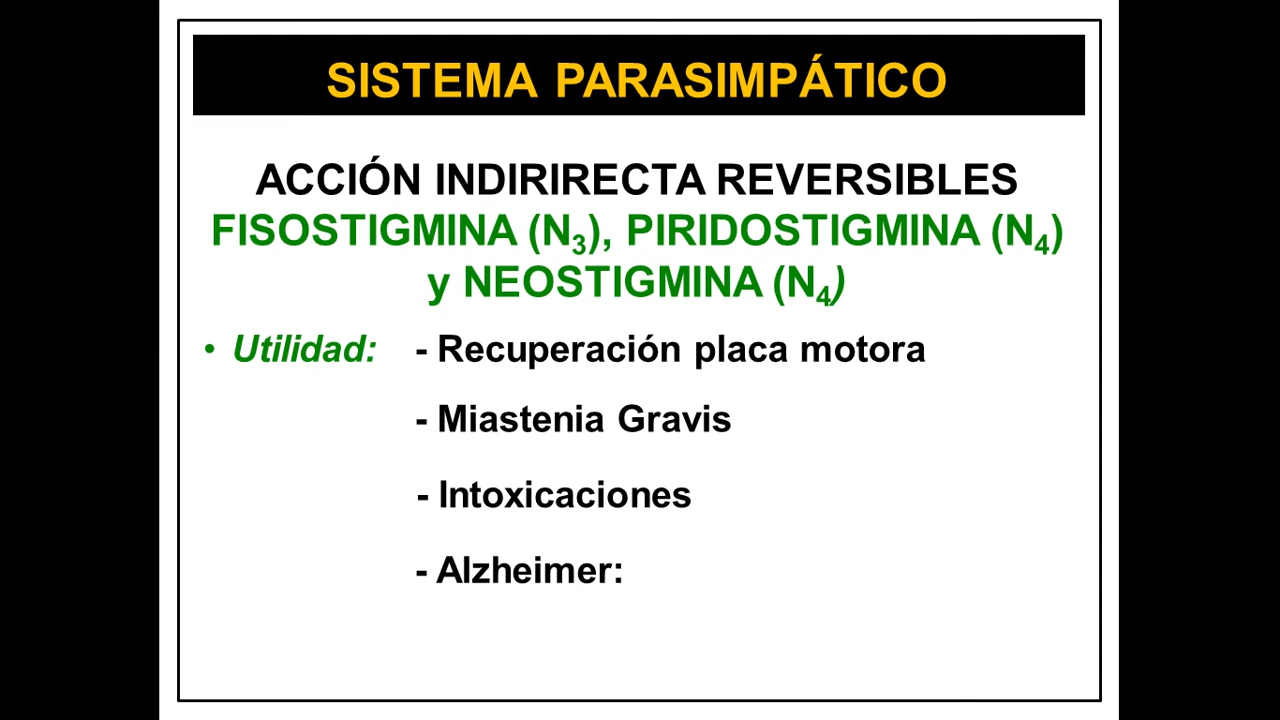 SISTEMA PARASIMPÁTICO
ACCIÓN INDIRIRECTA REVERSIBLES
FISOSTIGMINA (N₃), PIRIDOSTIGMINA (N₄)
y NEOSTIGMINA (N₄)
• Utilidad: - Recuperación placa motora
- Miastenia Gravis
- Intoxicaciones
- Alzheimer: